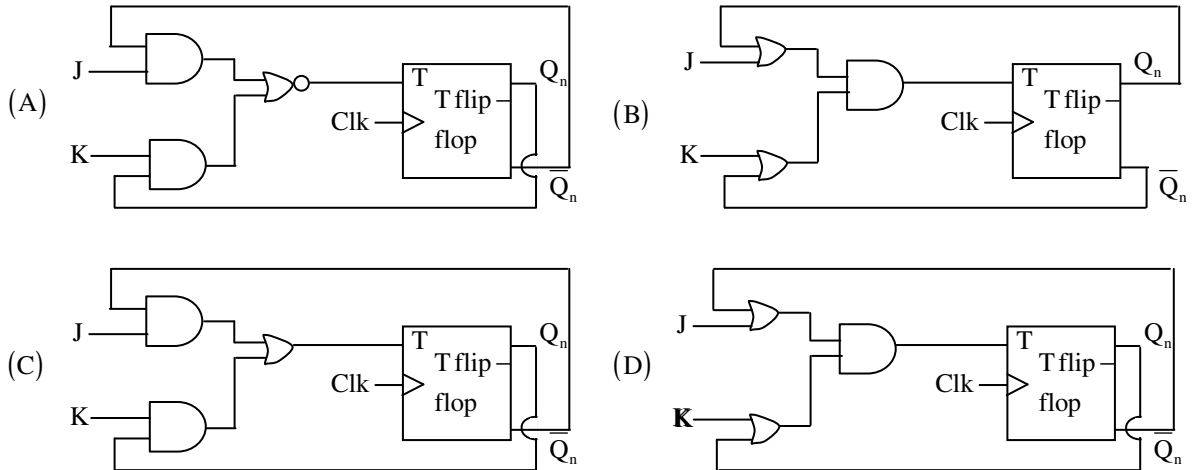 J
T
Q̅ₙ
Qₙ
(A)
T flip
Clk
flop
K
J
T
Qₙ
(B)
T flip
Clk
flop
K
Q̅ₙ
J
T
Qₙ
(C)
T flip
Clk
flop
K
Q̅ₙ
J
T
Qₙ
(D)
T flip
Clk
flop
K
Q̅ₙ